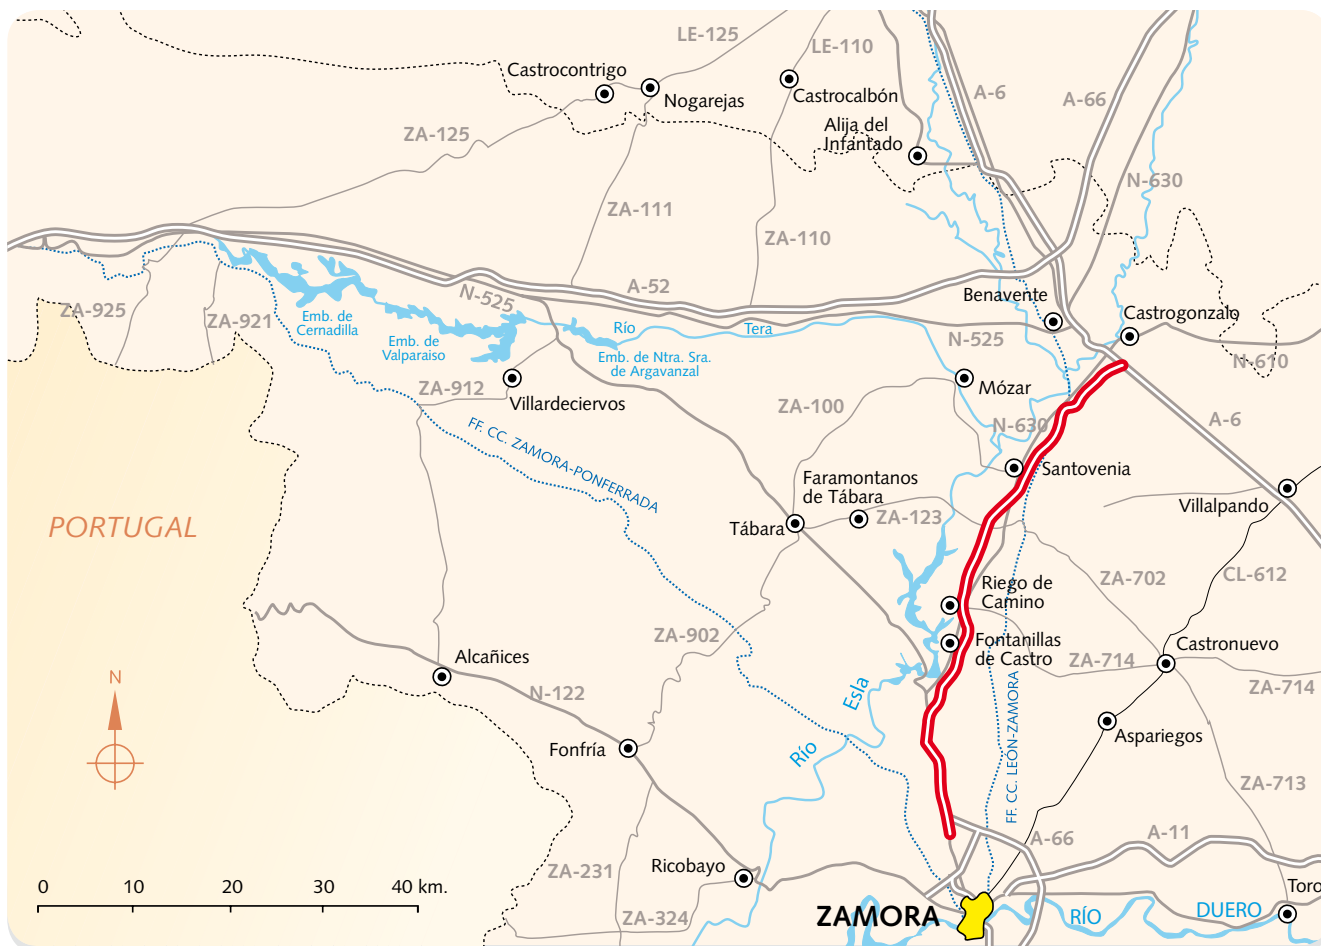 LE-125
LE-110
Castrocontrigo
Nogarejas
Castrocalbón
A-6
A-66
ZA-125
Alija del
Infantado
N-630
ZA-111
ZA-110
A-52
N-525
Benavente
Castrogonzalo
ZA-925
ZA-921
Emb. de
Cernadilla
Emb. de
Valparaiso
Río
Tera
N-525
Emb. de Ntra. Sra.
de Argavanzal
N-610
ZA-912
Villardeciervos
Mózar
ZA-100
N-630
A-6
FF. CC. ZAMORA-PONFERRADA
Santovenia
Faramontanos
de Tábara
Villalpando
PORTUGAL
Tábara
ZA-123
ZA-702
CL-612
Riego de
Camino
ZA-902
Fontanillas
de Castro
Castronuevo
Alcañices
ZA-714
ZA-714
N
N-122
Esla
Río
FF. CC. LEON-ZAMORA
Aspariegos
Fonfría
ZA-713
A-66
A-11
ZA-231
Ricobayo
0 10 20 30 40 km.
Toro
ZA-324
ZAMORA
RÍO
DUERO